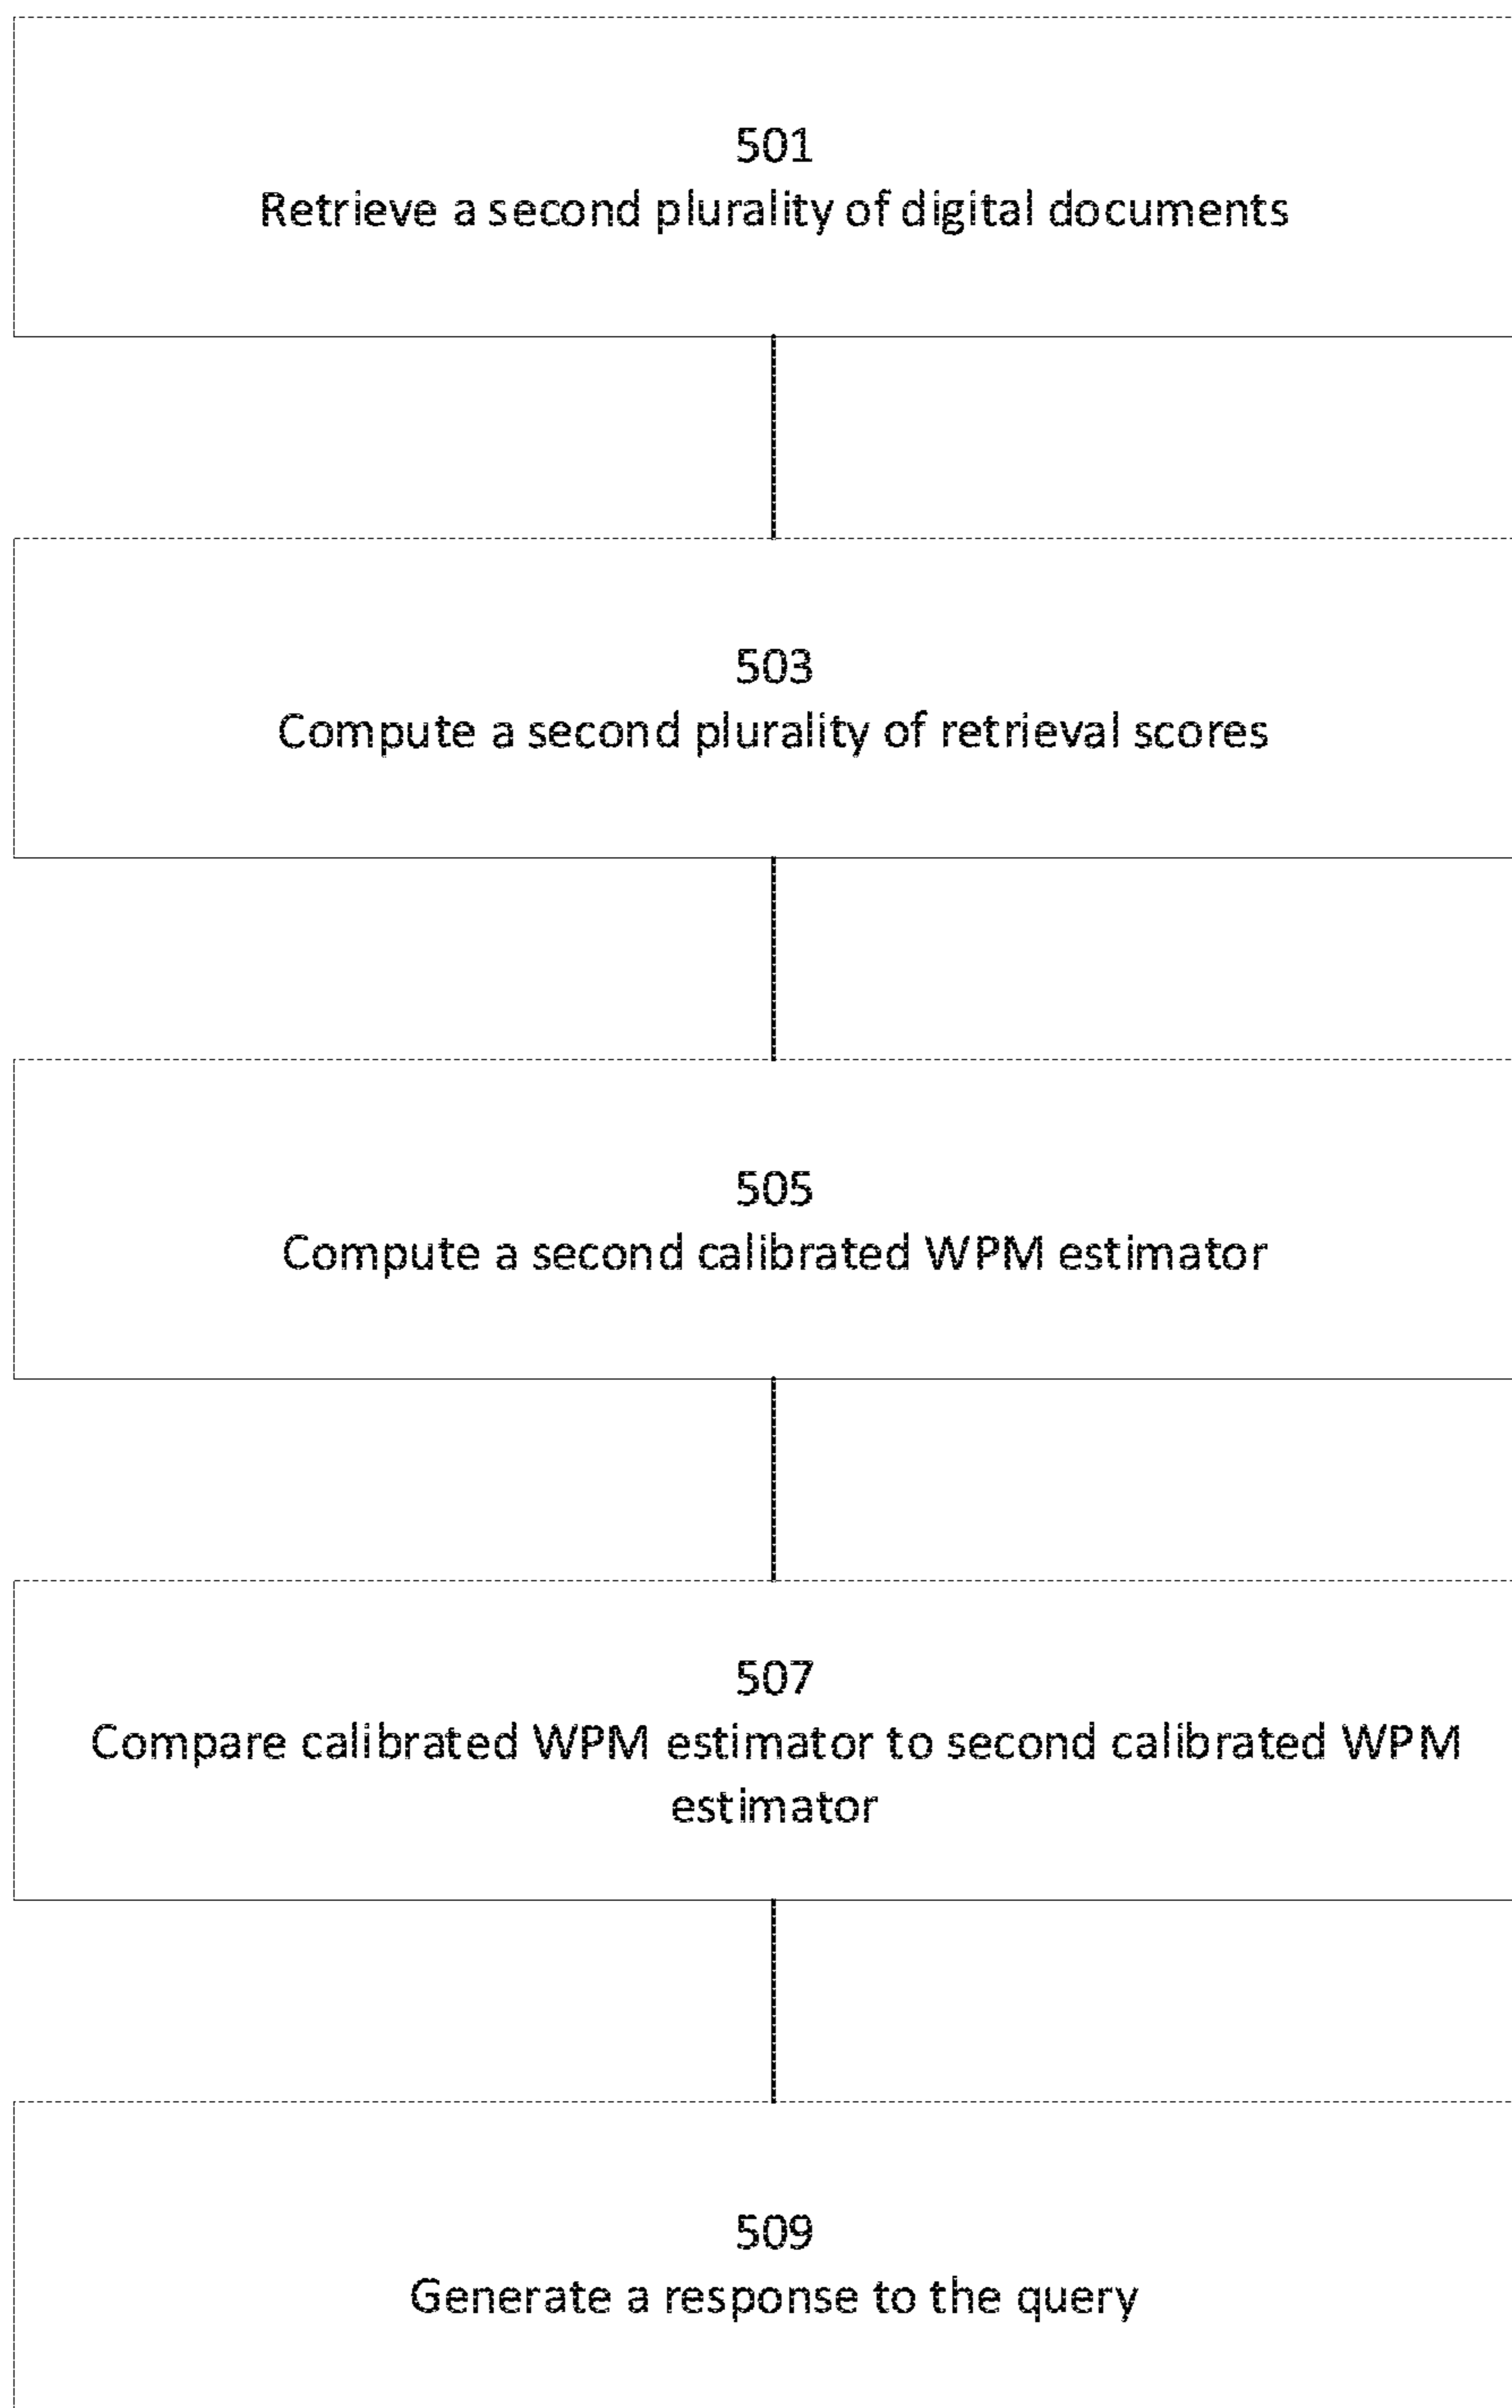 501
Retrieve a second plurality of digital documents
503
Compute a second plurality of retrieval scores
505
Compute a second calibrated WPM estimator
507
Compare calibrated WPM estimator to second calibrated WPM
estimator
509
Generate a response to the query